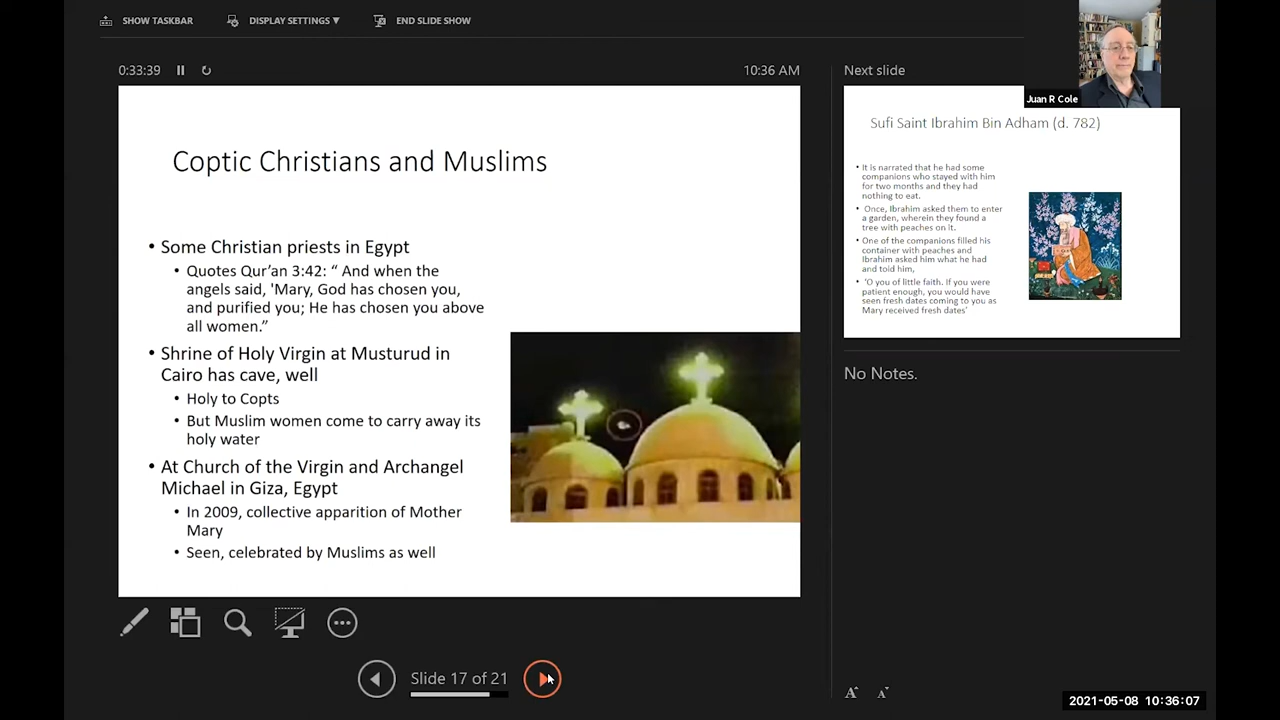 SHOW TASKBAR
DISPLAY SETTINGS ▼
END SLIDE SHOW
0:33:39
10:36 AM
Coptic Christians and Muslims
• Some Christian priests in Egypt
• Quotes Qur'an 3:42: “ And when the
angels said, 'Mary, God has chosen you,
and purified you; He has chosen you above
all women.”
• Shrine of Holy Virgin at Musturud in
Cairo has cave, well
• Holy to Copts
• But Muslim women come to carry away its
holy water
• At Church of the Virgin and Archangel
Michael in Giza, Egypt
• In 2009, collective apparition of Mother
Mary
• Seen, celebrated by Muslims as well
Slide 17 of 21
Next slide
Juan R Cole
Sufi Saint Ibrahim Bin Adham (d. 782)
• It is narrated that he had some
companions who stayed with him
for two months and they had
nothing to eat.
• Once, Ibrahim asked them to enter
a garden, wherein they found a
tree with peaches on it.
• One of the companions filled his
container with peaches and
Ibrahim asked him what he had
and told him,
• 'O you of little faith. If you were
patient enough, you would have
seen fresh dates coming to you as
Mary received fresh dates'
No Notes.
A A
2021-05-08 10:36:07